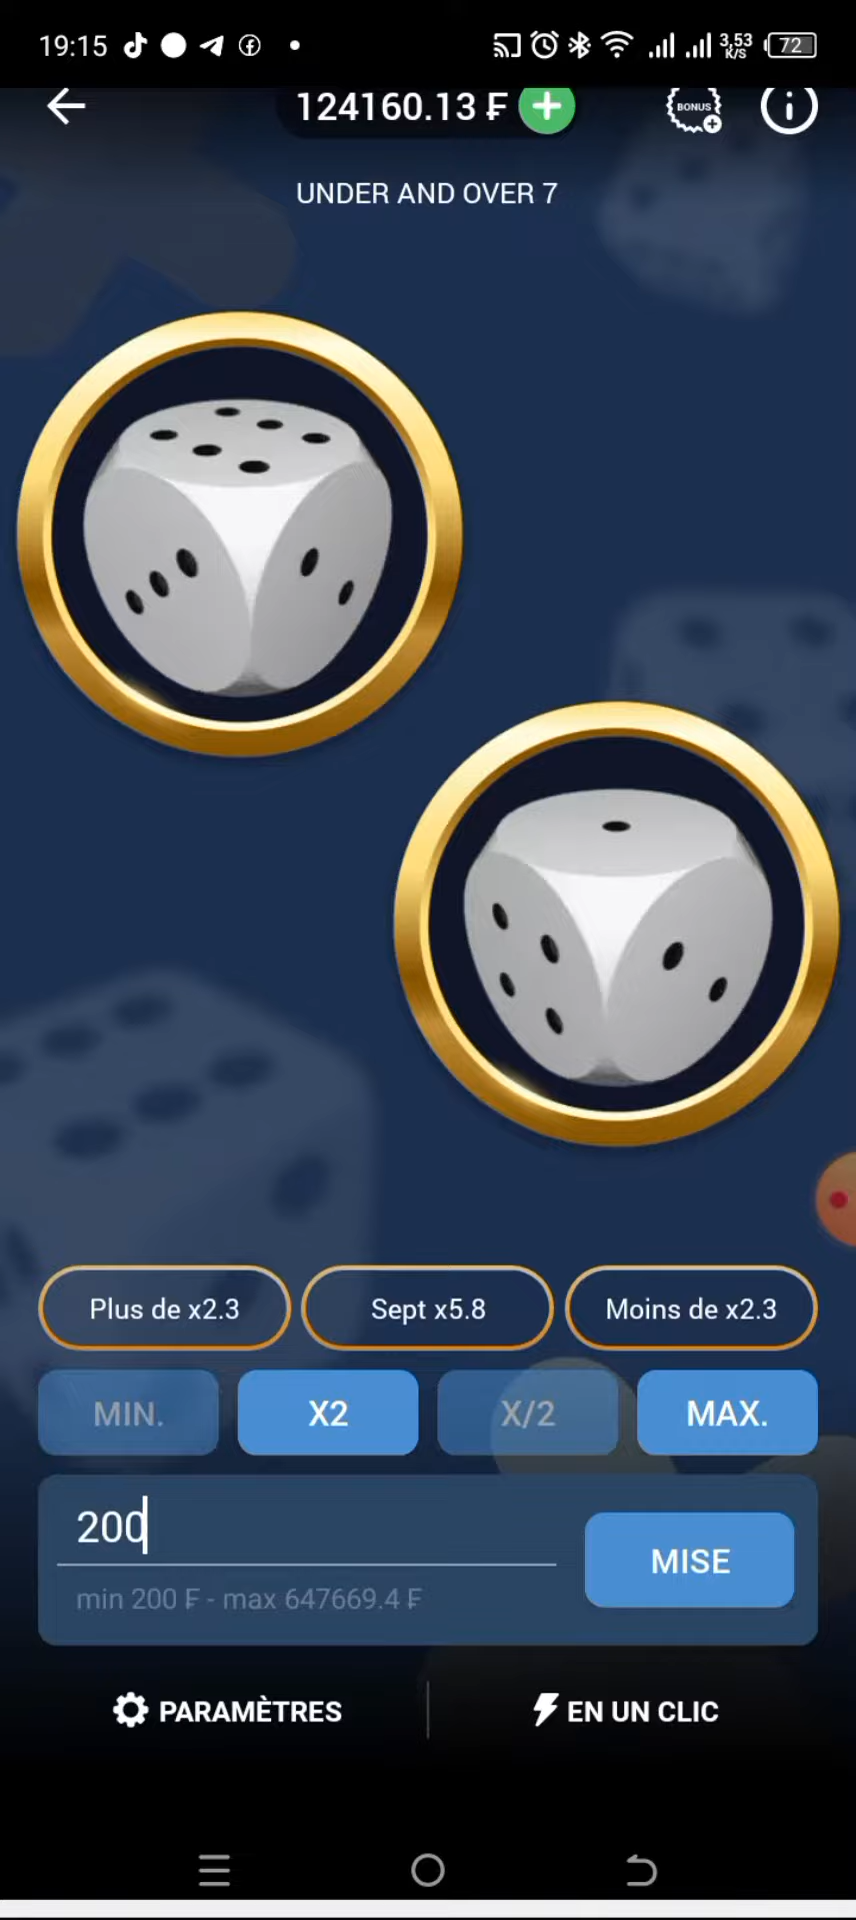 19:15 3,53 K/S 72
124160.13 ₣ BONUS
UNDER AND OVER 7
Plus de x2.3 Sept x5.8 Moins de x2.3
MIN. X2 X/2 MAX.
200
MISE
min 200 ₣ - max 647669.4 ₣
PARAMÈTRES EN UN CLIC